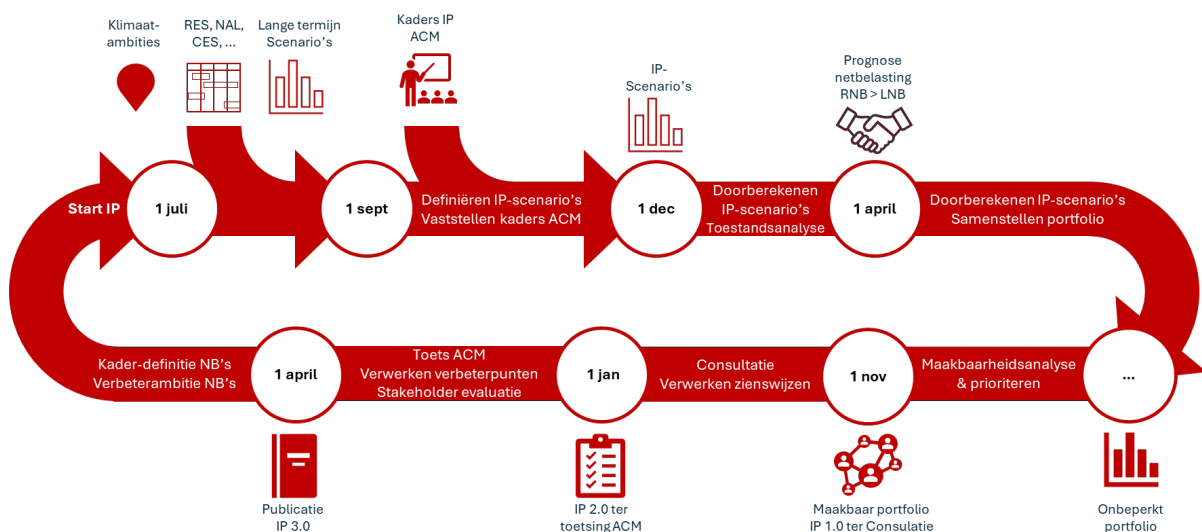 Klimaat-
ambities
RES, NAL,
CES, ...
Lange termijn
Scenario's
Kaders IP
ACM
IP-
Scenario's
Prognose
netbelasting
RNB > LNB
Start IP
1 juli
1 sept
Definiëren IP-scenario's
Vaststellen kaders ACM
1 dec
Doorberekenen
IP-scenario's
Toestandsanalyse
1 april
Doorberekenen IP-scenario's
Samenstellen portfolio
Kader-definitie NB's
Verbeterambitie NB's
1 april
Toets ACM
Verwerken verbeterpunten
Stakeholder evaluatie
1 jan
Consultatie
Verwerken zienswijzen
1 nov
Maakbaarheidsanalyse
& prioriteren
...
Publicatie
IP 3.0
IP 2.0 ter
toetsing ACM
Maakbaar portfolio
IP 1.0 ter Consulatie
Onbeperkt
portfolio